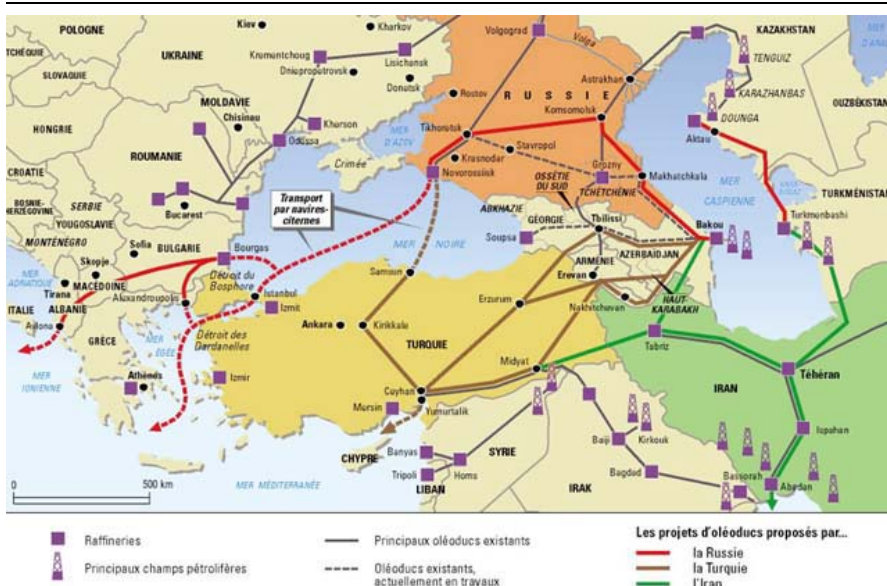 POLOGNE
Kiev
Kharkov
Volgograd
Volga
KAZAKHSTAN
TCHÉQUIE
UKRAINE
Krementchoug
Lisichansk
TENGUIZ
SLOVAQUIE
Dniepropetrovsk
Donetsk
Astrakhan
KARAZHANBAS
MOLDAVIE
Rostov
RUSSIE
OUZBÉKISTAN
HONGRIE
Chisinau
Kherson
MER
D'AZOV
Tikhoretsk
Komsomolsk
DOUNGA
Odessa
Aktau
CROATIE
ROUMANIE
Crimée
Krasnodar
Stavropol
Grozny
BOSNIE-
HERZÉGOVINE
SERBIE
Novorossiisk
OSSÉTIE
DU SUD
TCHÉTCHÉNIE
Makhatchkala
MER
CASPIENNE
TURKMÉNISTAN
YOUGOSLAVIE
Bucarest
Transport
par navires-
citernes
ABKHAZIE
Tbilissi
Turkmenbashi
MONTÉNÉGRO
Sofia
BULGARIE
Bourgas
MER
NOIRE
Soupsa
GÉORGIE
Bakou
MER
ADRIATIQUE
Skopje
MACÉDOINE
Détroit du
Bosphore
Samsun
ARMÉNIE
AZERBAÏDJAN
Tirana
Erevan
ITALIE
ALBANIE
Istanbul
Izmit
Erzurum
Nakhitchevan
HAUT-
KARABAKH
GRÈCE
Détroit des
Dardanelles
Ankara
Kirikkale
Tabriz
MER
ÉGÉE
TURQUIE
Midyat
Téhéran
MER
IONIENNE
Athènes
Izmir
IRAN
Mersin
Yumurtalik
Ispahan
CHYPRE
Banyas
SYRIE
Baiji
Kirkouk
Tripoli
Homs
Bagdad
Bassorah
Abadan
MER MÉDITERRANÉE
LIBAN
IRAK
0
500 km
Raffineries
Principaux champs pétrolifères
Principaux oléoducs existants
Oléoducs existants,
actuellement en travaux
Les projets d'oléoducs proposés par...
la Russie
la Turquie
l'Iran